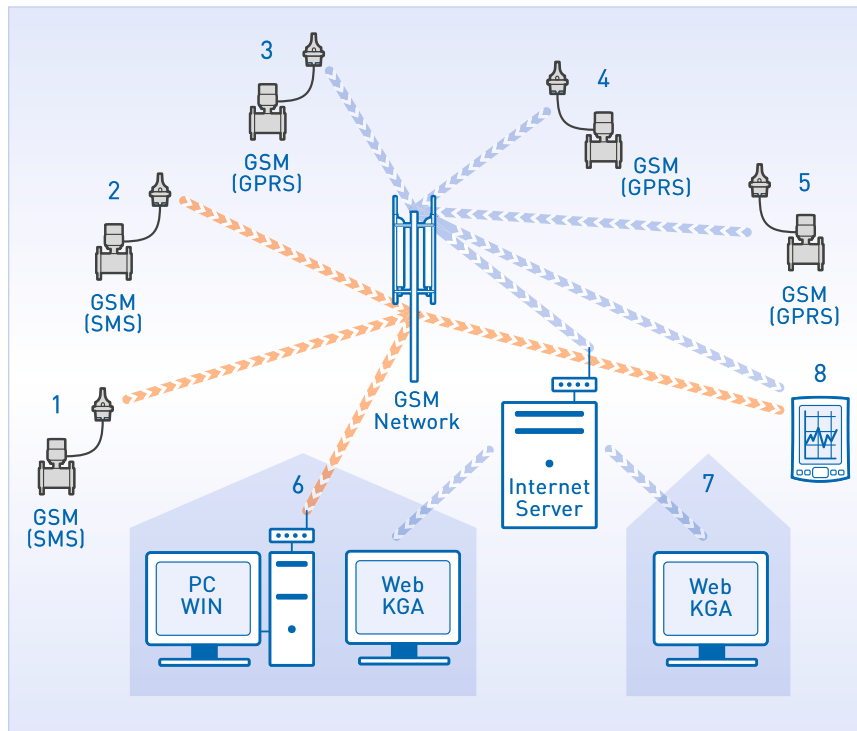 3
GSM
(GPRS)
4
GSM
(GPRS)
2
GSM
(SMS)
5
GSM
(GPRS)
1
GSM
(SMS)
GSM
Network
8
Internet
Server
6
PC
WIN
Web
KGA
7
Web
KGA